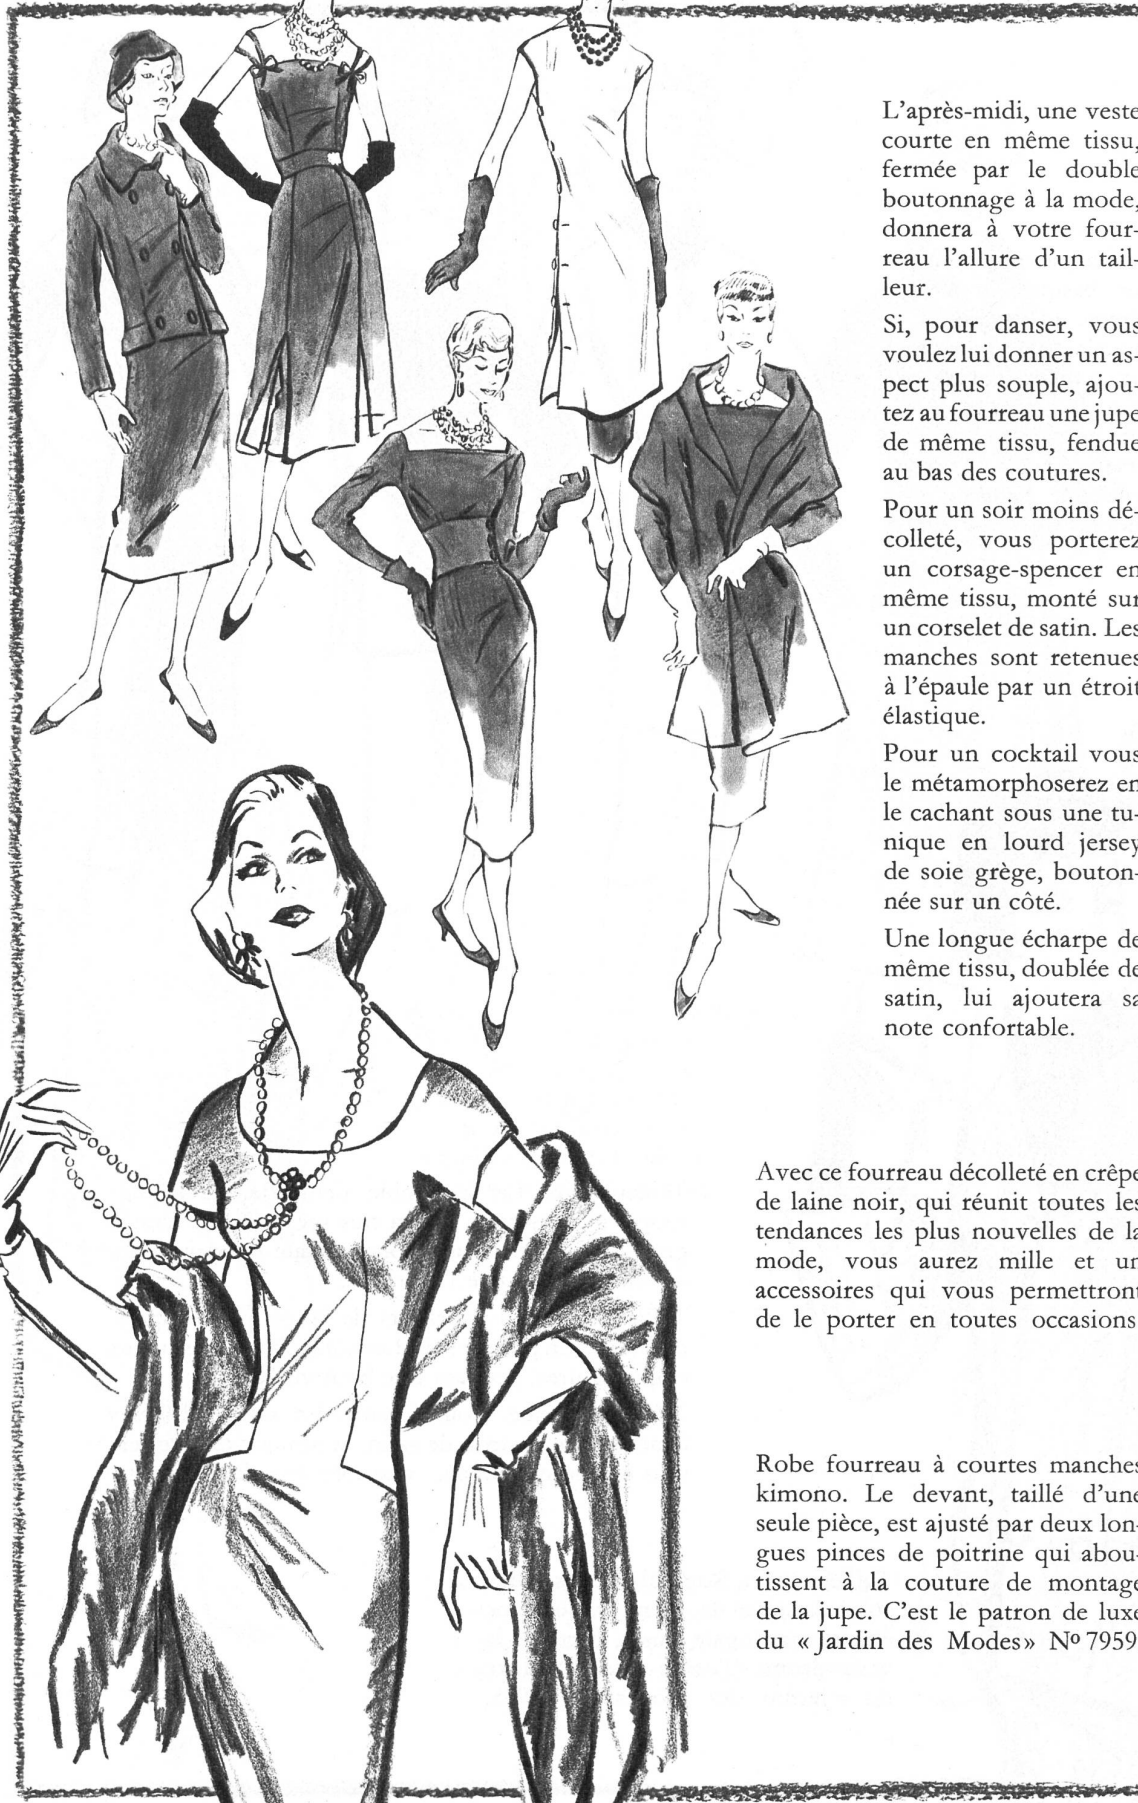 L'après-midi, une veste
courte en même tissu,
fermée par le double
boutonnage à la mode,
donnera à votre four-
reau l'allure d'un tail-
leur.
Si, pour danser, vous
voulez lui donner un as-
pect plus souple, ajou-
tez au fourreau une jupe
de même tissu, fendue
au bas des coutures.
Pour un soir moins dé-
colleté, vous porterez
un corsage-spencer en
même tissu, monté sur
un corselet de satin. Les
manches sont retenues
à l'épaule par un étroit
élastique.
Pour un cocktail vous
le métamorphoserez en
le cachant sous une tu-
nique en lourd jersey
de soie grège, bouton-
née sur un côté.
Une longue écharpe de
même tissu, doublée de
satin, lui ajoutera sa
note confortable.
Avec ce fourreau décolleté en crêpe
de laine noir, qui réunit toutes les
tendances les plus nouvelles de la
mode, vous aurez mille et un
accessoires qui vous permettront
de le porter en toutes occasions
Robe fourreau à courtes manches
kimono. Le devant, taillé d'une
seule pièce, est ajusté par deux lon-
gues pinces de poitrine qui abou-
tissent à la couture de montage
de la jupe. C'est le patron de luxe
du «Jardin des Modes» Nº 7959